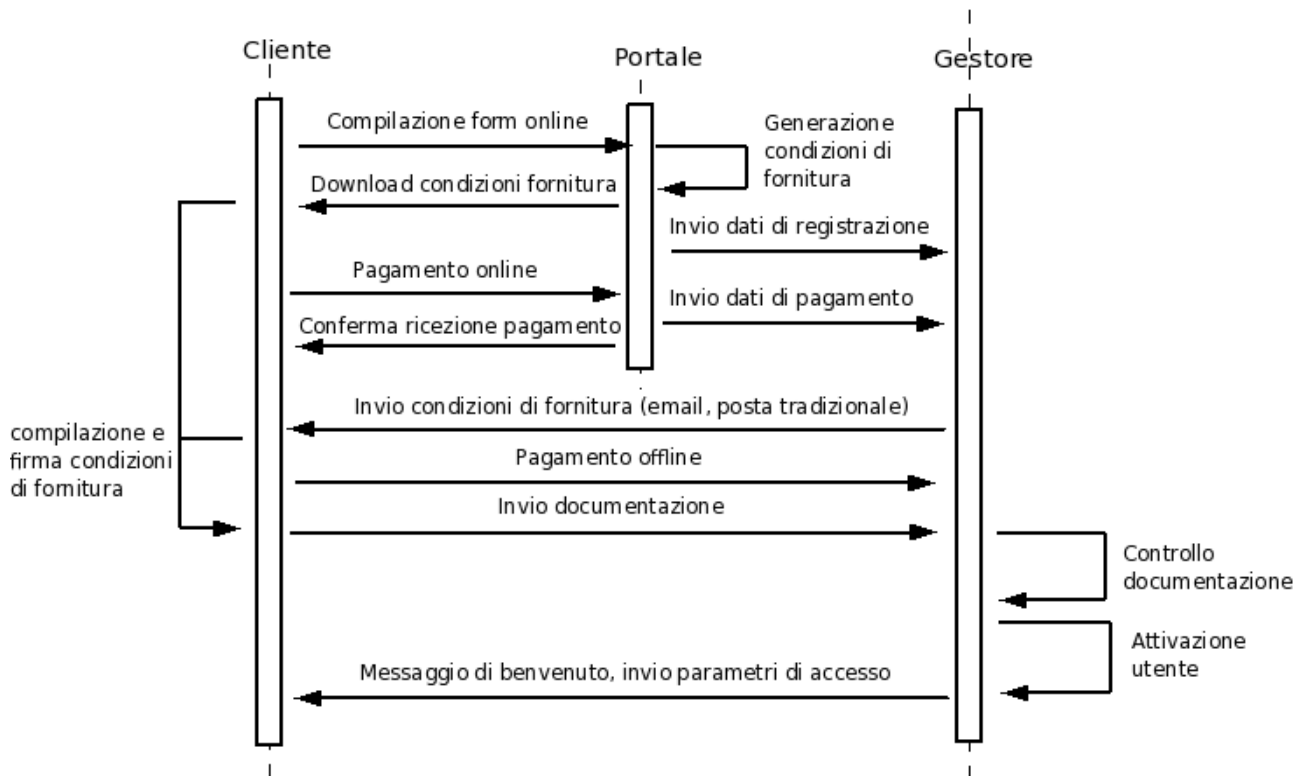 Cliente
Portale
Gestore
Compilazione form online
Generazione
condizioni di
fornitura
Download condizioni fornitura
Invio dati di registrazione
Pagamento online
Invio dati di pagamento
Conferma ricezione pagamento
Invio condizioni di fornitura (email, posta tradizionale)
compilazione e
firma condizioni
di fornitura
Pagamento offline
Invio documentazione
Controllo
documentazione
Attivazione
utente
Messaggio di benvenuto, invio parametri di accesso